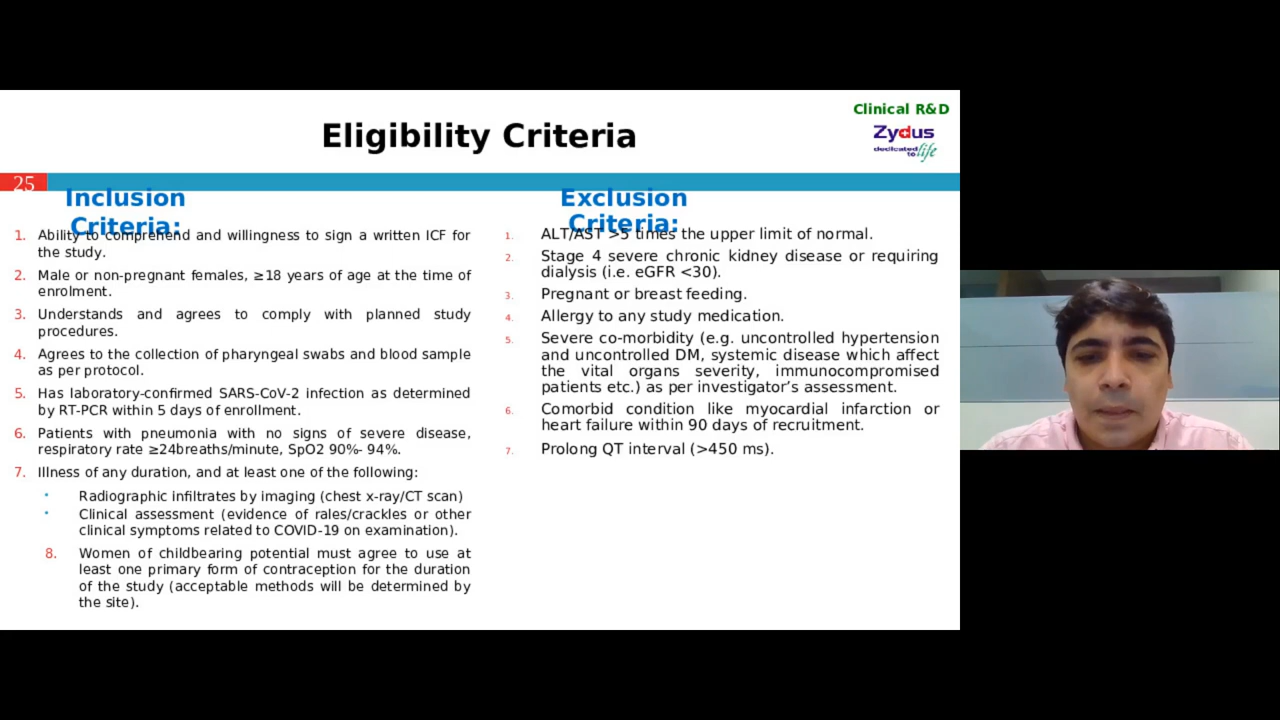 Clinical R&D
Eligibility Criteria
Zydus
dedicated
to life
25
Inclusion
Criteria:
1. Ability to comprehend and willingness to sign a written ICF for
the study.
2. Male or non-pregnant females, ≥18 years of age at the time of
enrolment.
3. Understands and agrees to comply with planned study
procedures.
4. Agrees to the collection of pharyngeal swabs and blood sample
as per protocol.
5. Has laboratory-confirmed SARS-CoV-2 infection as determined
by RT-PCR within 5 days of enrollment.
6. Patients with pneumonia with no signs of severe disease,
respiratory rate ≥24breaths/minute, SpO2 90%- 94%.
7. Illness of any duration, and at least one of the following:
• Radiographic infiltrates by imaging (chest x-ray/CT scan)
• Clinical assessment (evidence of rales/crackles or other
clinical symptoms related to COVID-19 on examination).
8. Women of childbearing potential must agree to use at
least one primary form of contraception for the duration
of the study (acceptable methods will be determined by
the site).
Exclusion
Criteria:
1. ALT/AST >5 times the upper limit of normal.
2. Stage 4 severe chronic kidney disease or requiring
dialysis (i.e. eGFR <30).
3. Pregnant or breast feeding.
4. Allergy to any study medication.
5. Severe co-morbidity (e.g. uncontrolled hypertension
and uncontrolled DM, systemic disease which affect
the vital organs severity, immunocompromised
patients etc.) as per investigator’s assessment.
6. Comorbid condition like myocardial infarction or
heart failure within 90 days of recruitment.
7. Prolong QT interval (>450 ms).